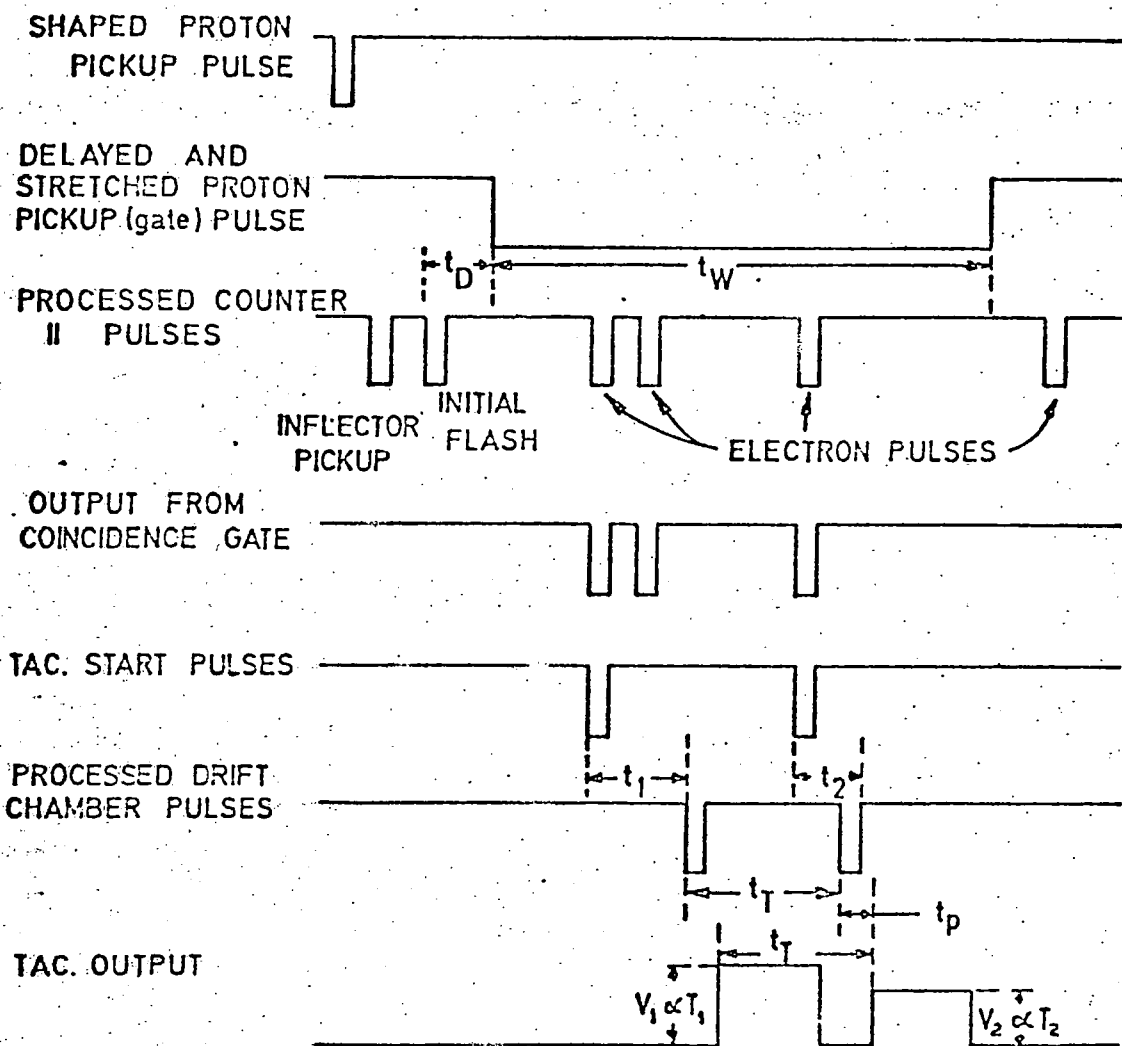 SHAPED PROTON
PICKUP PULSE
DELAYED AND
STRETCHED PROTON
PICKUP (gate) PULSE
t_D
t_W
PROCESSED COUNTER
II PULSES
INFLECTOR
PICKUP
INITIAL
FLASH
ELECTRON PULSES
OUTPUT FROM
COINCIDENCE GATE
TAC. START PULSES
PROCESSED DRIFT
CHAMBER PULSES
t_1
t_2
t_T
t_p
TAC. OUTPUT
t_T
V_1 ∝ T_1
V_2 ∝ T_2